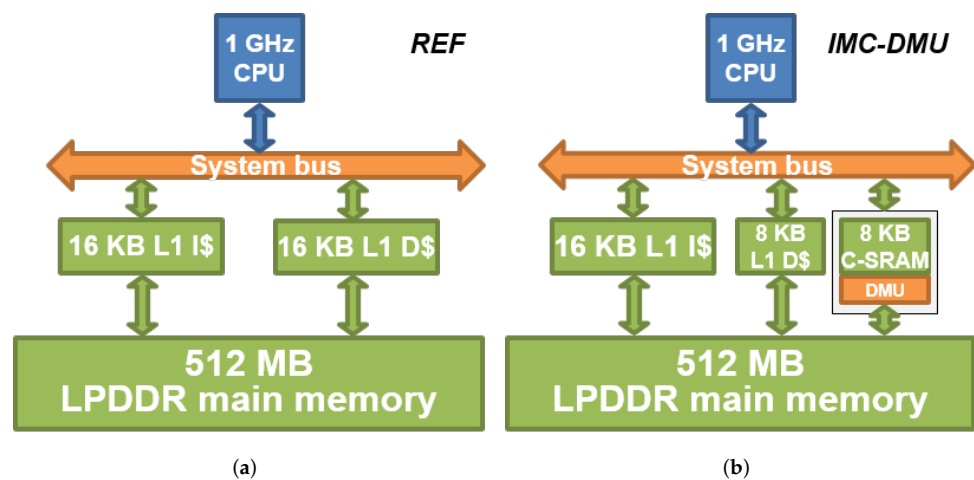 REF
1 GHz
CPU
System bus
16 KB L1 I$
16 KB L1 D$
512 MB
LPDDR main memory
(a)
IMC-DMU
1 GHz
CPU
System bus
16 KB L1 I$
8 KB
L1 D$
8 KB
C-SRAM
DMU
512 MB
LPDDR main memory
(b)